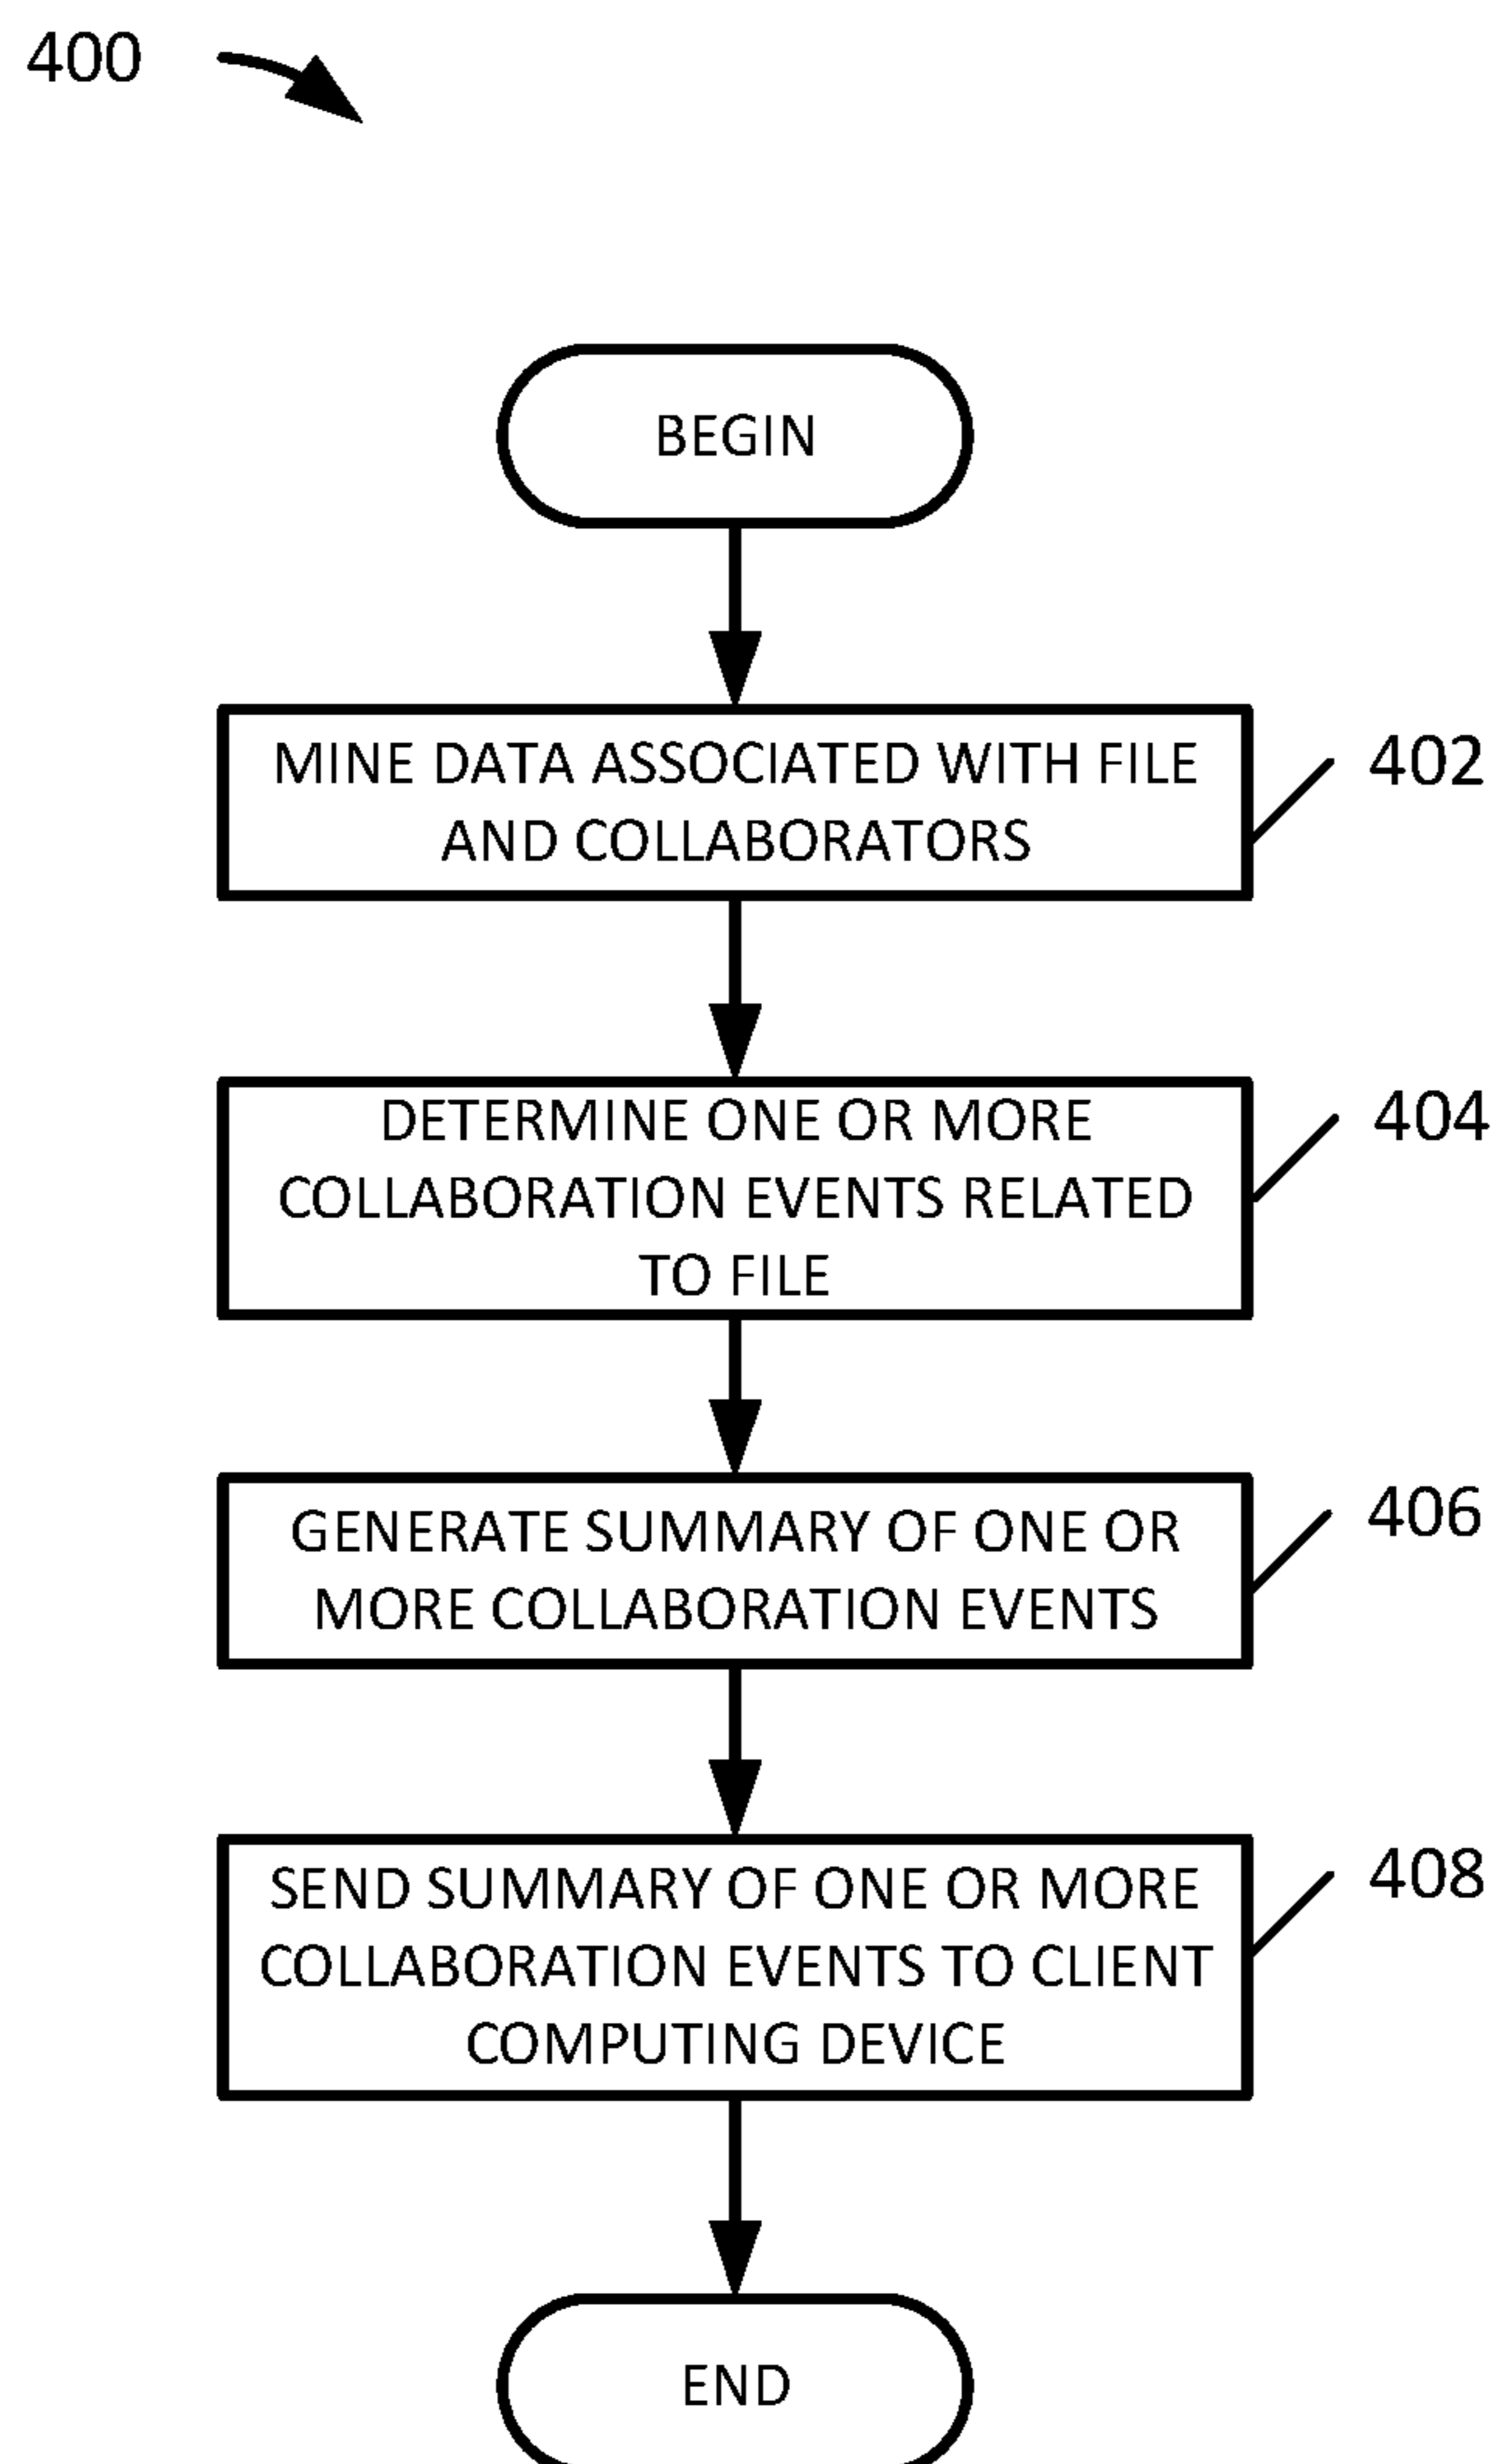 400
BEGIN
MINE DATA ASSOCIATED WITH FILE
AND COLLABORATORS
402
DETERMINE ONE OR MORE
COLLABORATION EVENTS RELATED
TO FILE
404
GENERATE SUMMARY OF ONE OR
MORE COLLABORATION EVENTS
406
SEND SUMMARY OF ONE OR MORE
COLLABORATION EVENTS TO CLIENT
COMPUTING DEVICE
408
END